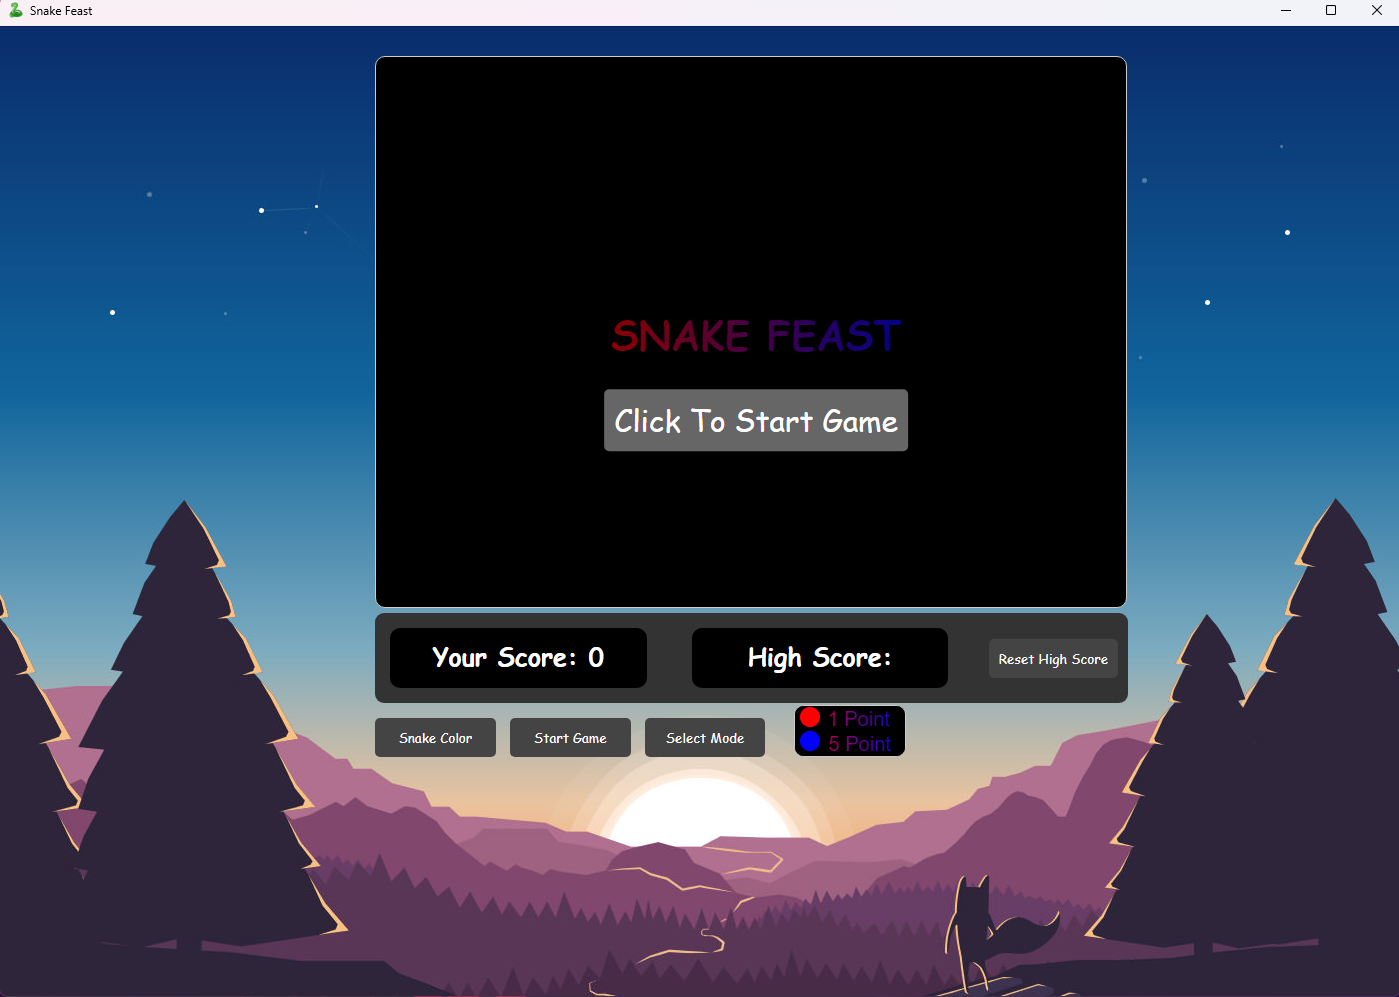 Snake Feast
SNAKE FEAST
Click To Start Game
Your Score: 0
High Score:
Reset High Score
Snake Color
Start Game
Select Mode
1 Point
5 Point